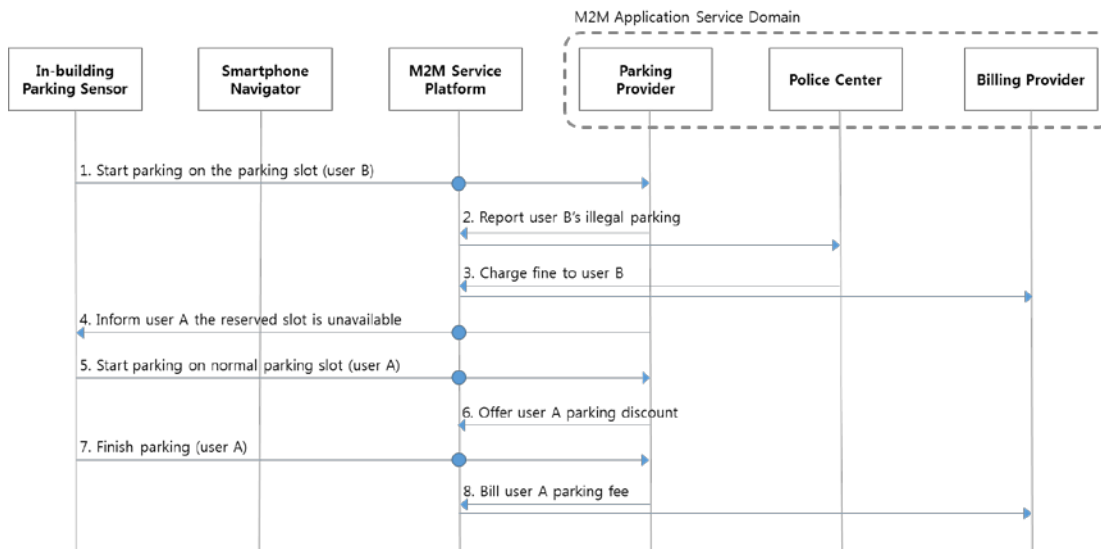 M2M Application Service Domain
In-building
Parking Sensor
Smartphone
Navigator
M2M Service
Platform
Parking
Provider
Police Center
Billing Provider
1. Start parking on the parking slot (user B)
2. Report user B's illegal parking
3. Charge fine to user B
4. Inform user A the reserved slot is unavailable
5. Start parking on normal parking slot (user A)
6. Offer user A parking discount
7. Finish parking (user A)
8. Bill user A parking fee